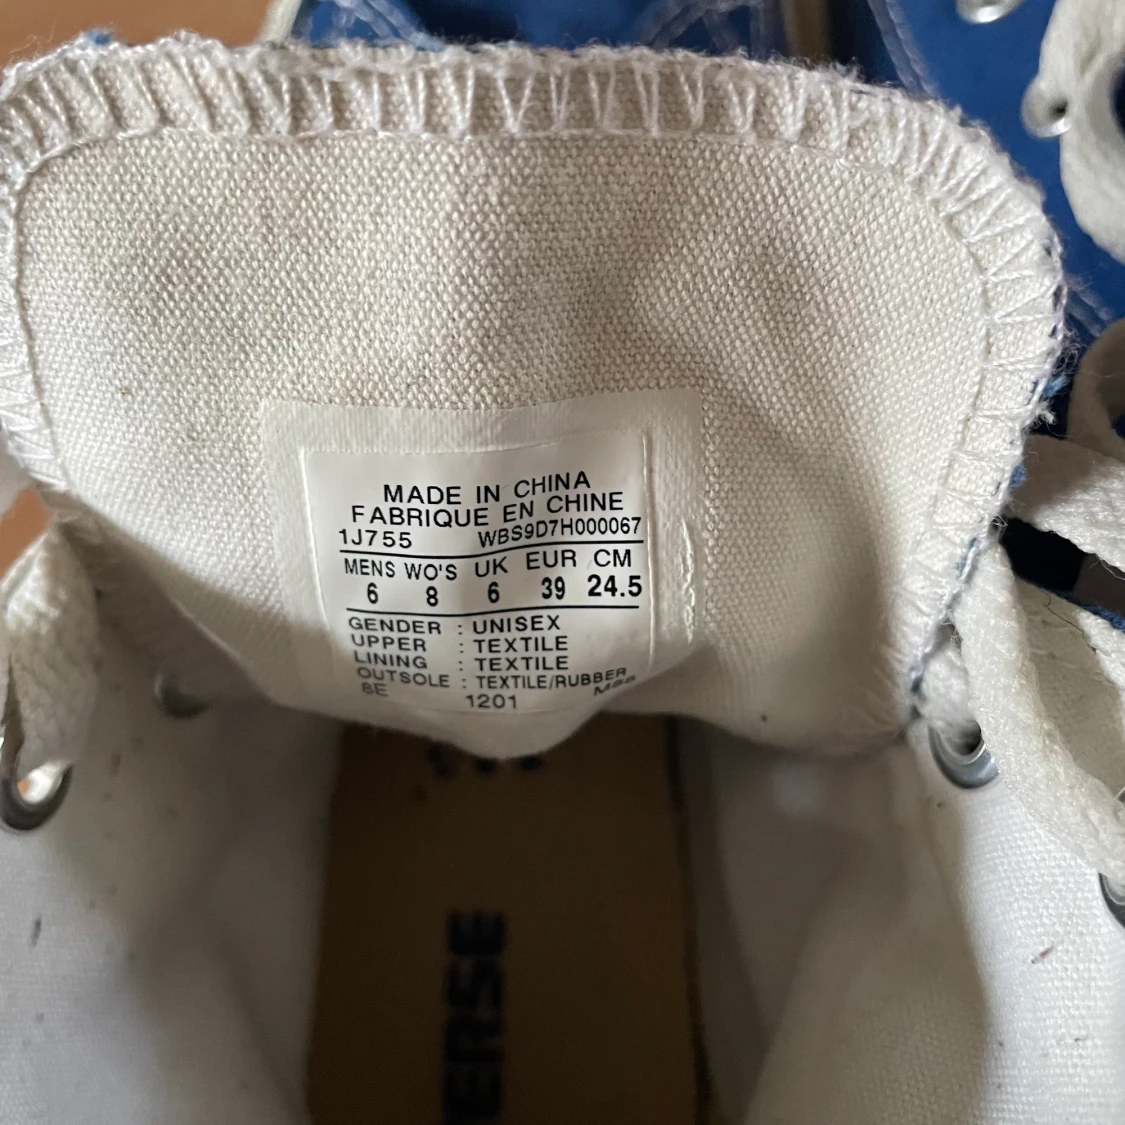 MADE IN CHINA
FABRIQUE EN CHINE
1J755 WBS9D7H000067
MENS WO'S UK EUR CM
6 8 6 39 24.5
GENDER : UNISEX
UPPER : TEXTILE
LINING : TEXTILE
OUTSOLE : TEXTILE/RUBBER
8E 1201
ERSE